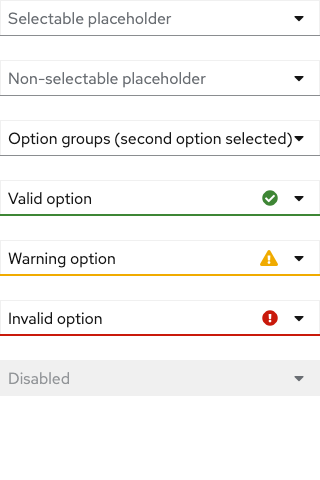 Selectable placeholder
Non-selectable placeholder
Option groups (second option selected)
Valid option
Warning option
Invalid option
Disabled